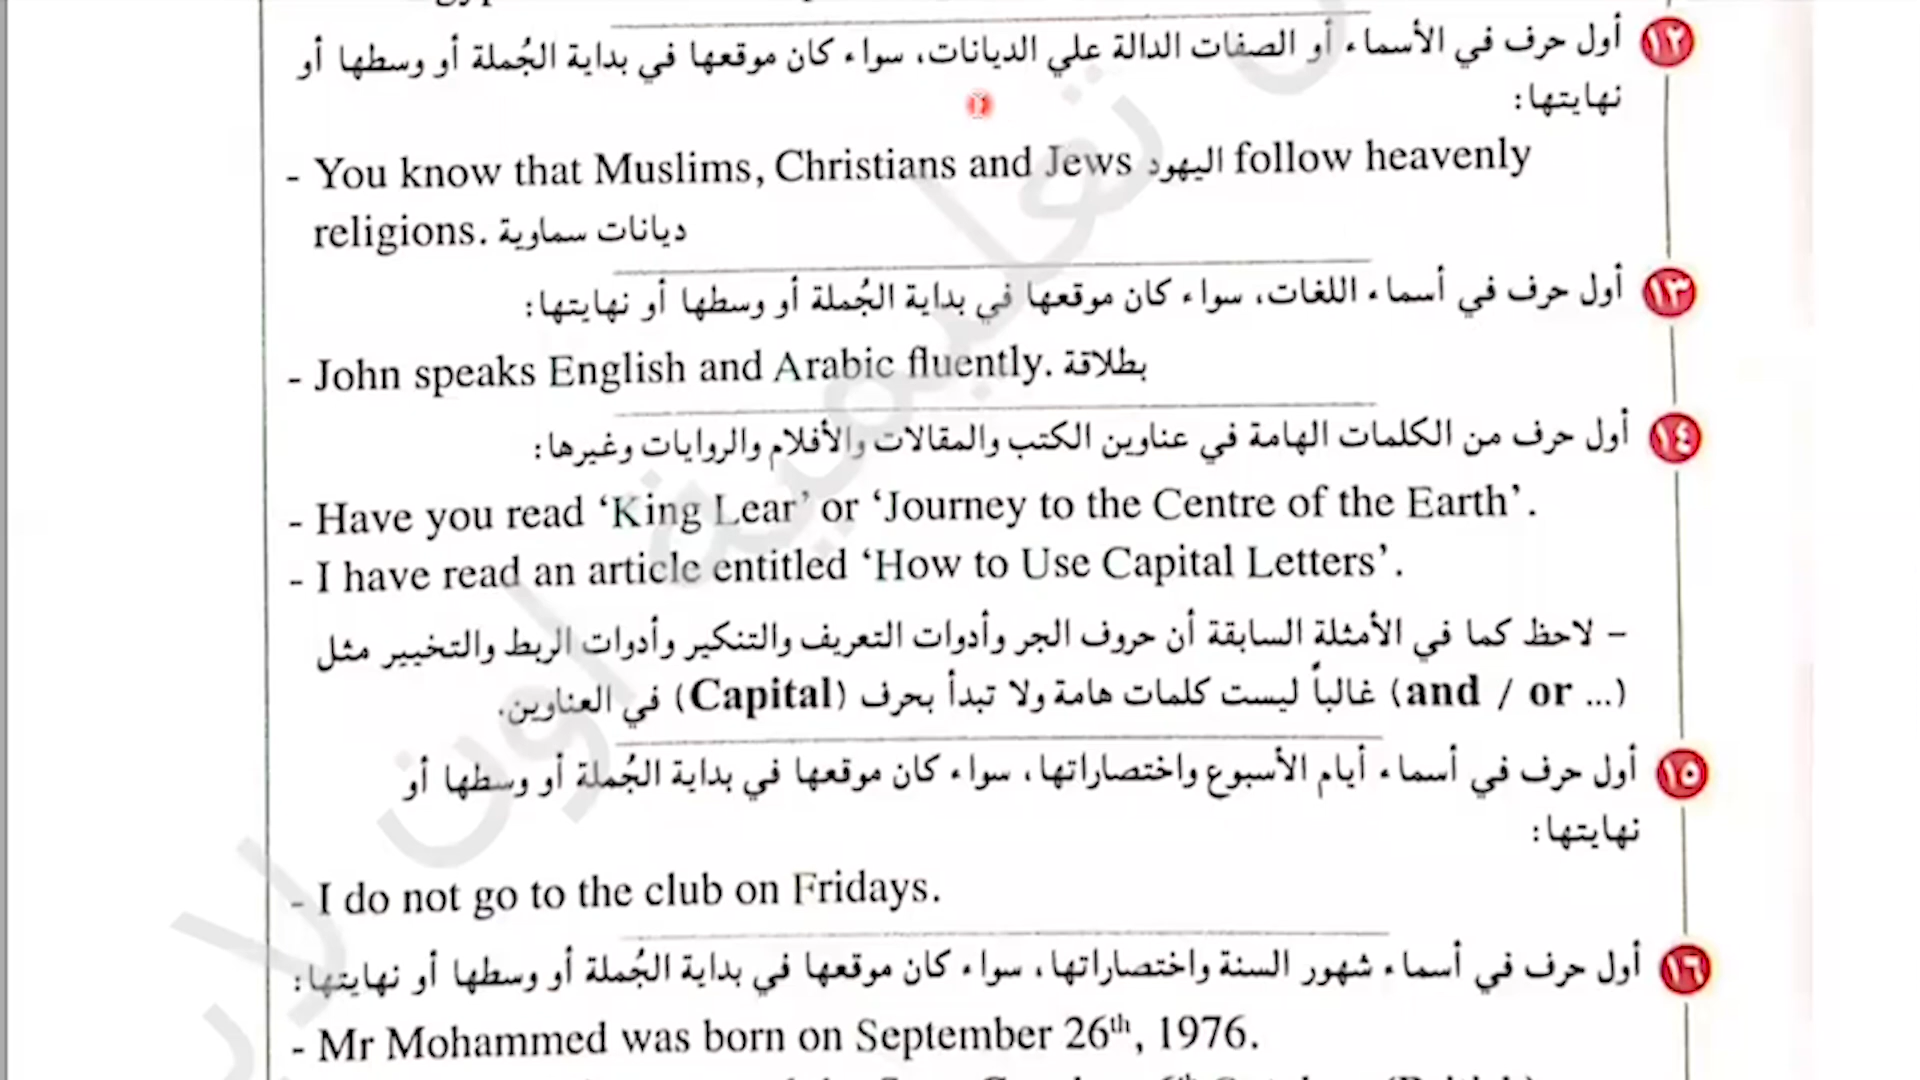 ١٢ أول حرف في الأسماء أو الصفات الدالة علي الديانات، سواء كان موقعها في بداية الجُملة أو وسطها أو
نهايتها:
- You know that Muslims, Christians and Jews اليهود follow heavenly
religions. ديانات سماوية
١٣ أول حرف في أسماء اللغات، سواء كان موقعها في بداية الجُملة أو وسطها أو نهايتها:
- John speaks English and Arabic fluently. بطلاقة
١٤ أول حرف من الكلمات الهامة في عناوين الكتب والمقالات والأفلام والروايات وغيرها:
- Have you read ‘King Lear’ or ‘Journey to the Centre of the Earth’.
- I have read an article entitled ‘How to Use Capital Letters’.
– لاحظ كما في الأمثلة السابقة أن حروف الجر وأدوات التعريف والتنكير وأدوات الربط والتخيير مثل
(and / or ...) غالباً ليست كلمات هامة ولا تبدأ بحرف (Capital) في العناوين.
١٥ أول حرف في أسماء أيام الأسبوع واختصاراتها، سواء كان موقعها في بداية الجُملة أو وسطها أو
نهايتها:
- I do not go to the club on Fridays.
١٦ أول حرف في أسماء شهور السنة واختصاراتها، سواء كان موقعها في بداية الجُملة أو وسطها أو نهايتها:
- Mr Mohammed was born on September 26th, 1976.